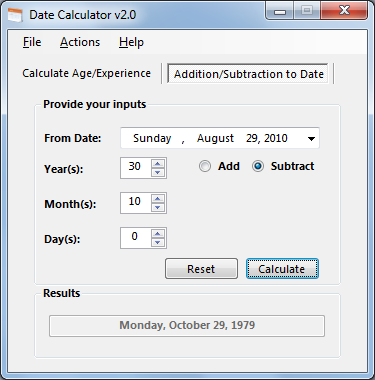 Date Calculator v2.0
File Actions Help
Calculate Age/Experience Addition/Subtraction to Date
Provide your inputs
From Date: Sunday , August 29, 2010
Year(s): 30 Add Subtract
Month(s): 10
Day(s): 0
Reset Calculate
Results
Monday, October 29, 1979